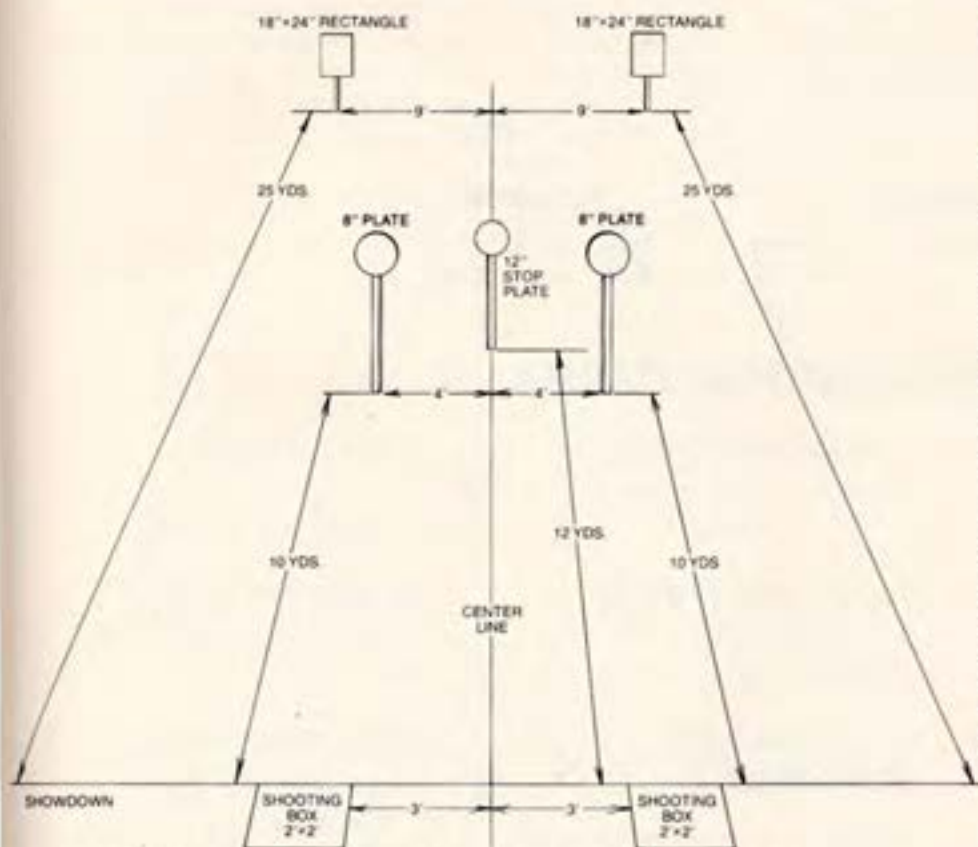 18"×24" RECTANGLE
18"×24" RECTANGLE
9'
9'
25 YDS.
25 YDS.
8" PLATE
8" PLATE
12"
STOP
PLATE
4'
4'
12 YDS.
10 YDS.
10 YDS.
CENTER
LINE
SHOWDOWN
SHOOTING
BOX
2'×2'
3'
3'
SHOOTING
BOX
2'×2'